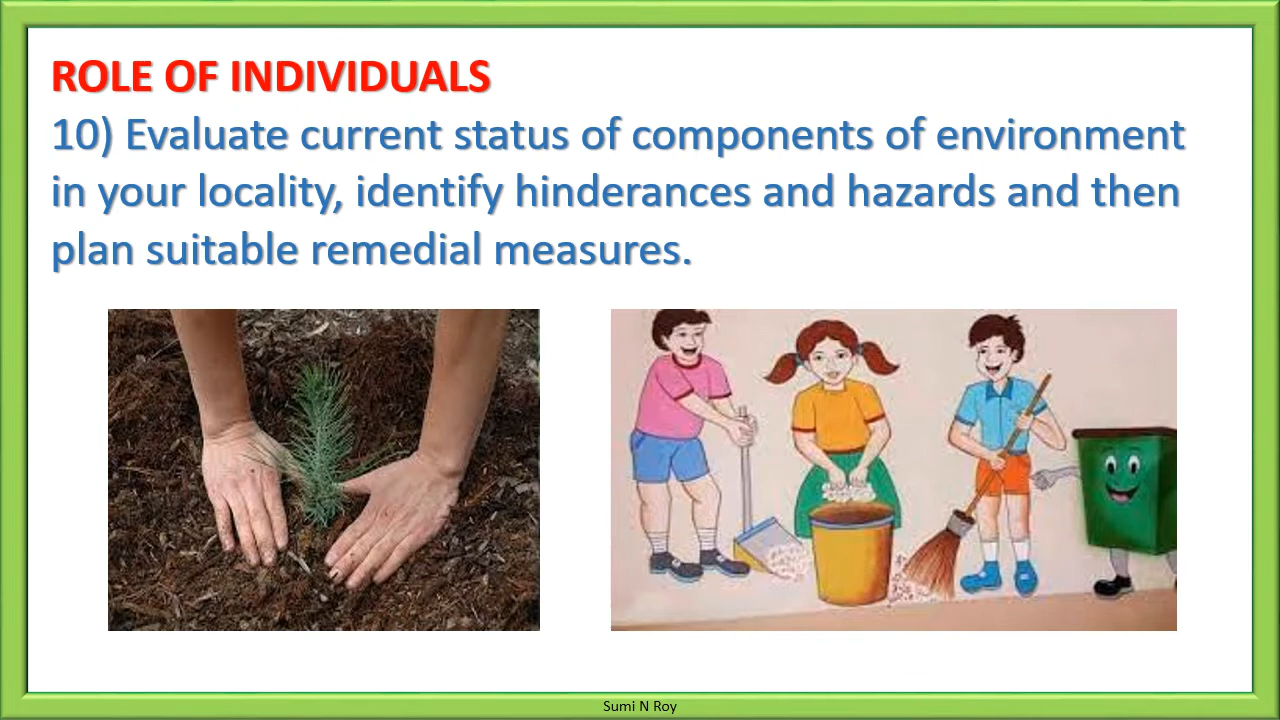 ROLE OF INDIVIDUALS
10) Evaluate current status of components of environment
in your locality, identify hinderances and hazards and then
plan suitable remedial measures.
Sumi N Roy